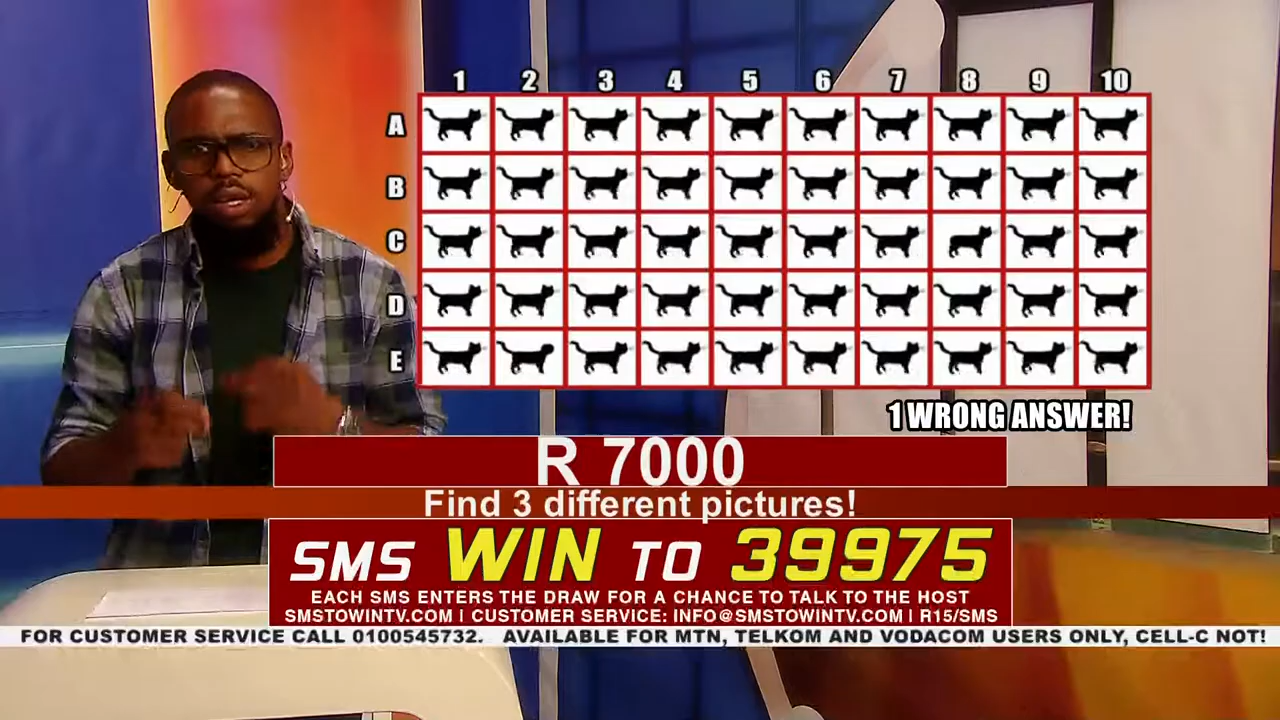 1 2 3 4 5 6 7 8 9 10
A
B
C
D
E
1 WRONG ANSWER!
R 7000
Find 3 different pictures!
SMS WIN TO 39975
EACH SMS ENTERS THE DRAW FOR A CHANCE TO TALK TO THE HOST
SMSTOWINTV.COM | CUSTOMER SERVICE: INFO@SMSTOWINTV.COM | R15/SMS
FOR CUSTOMER SERVICE CALL 0100545732. AVAILABLE FOR MTN, TELKOM AND VODACOM USERS ONLY, CELL-C NOT!